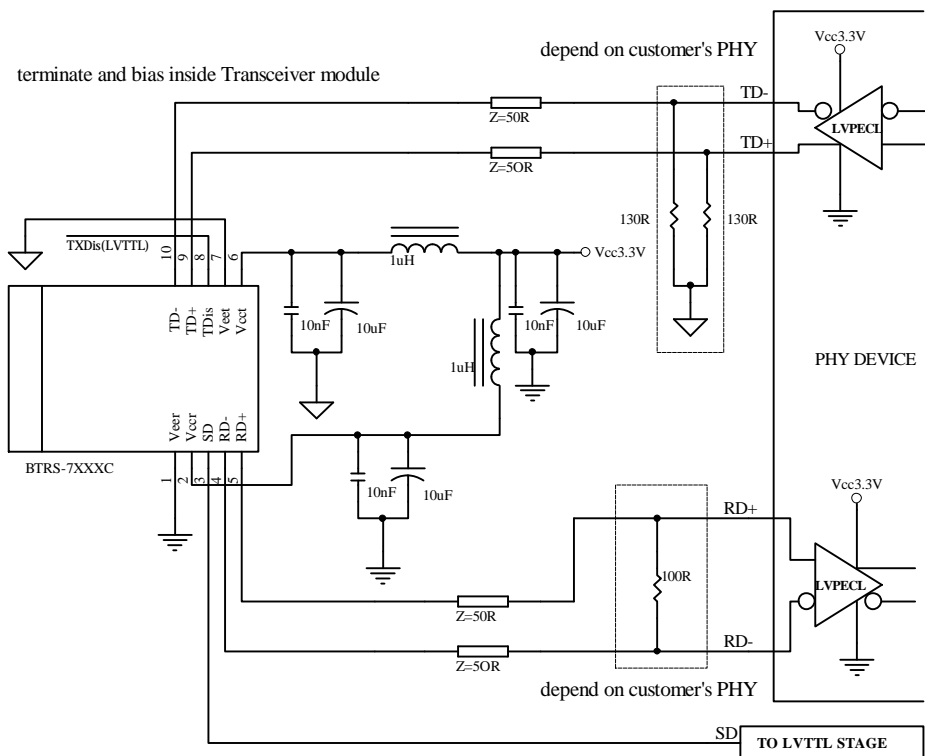 depend on customer's PHY
Vcc3.3V
terminate and bias inside Transceiver module
TD-
Z=50R
LVPECL
TD+
Z=5OR
130R
130R
TXDis(LVTTL)
10
9
8
7
6
1uH
Vcc3.3V
TD-
TD+
TDis
Veet
Vcct
10nF
10uF
10nF
10uF
1uH
PHY DEVICE
Veer
Vccr
SD
RD-
RD+
BTRS-7XXXC
1
2
3
4
5
10nF
10uF
Vcc3.3V
RD+
100R
LVPECL
Z=50R
RD-
Z=5OR
depend on customer's PHY
SD
TO LVTTL STAGE